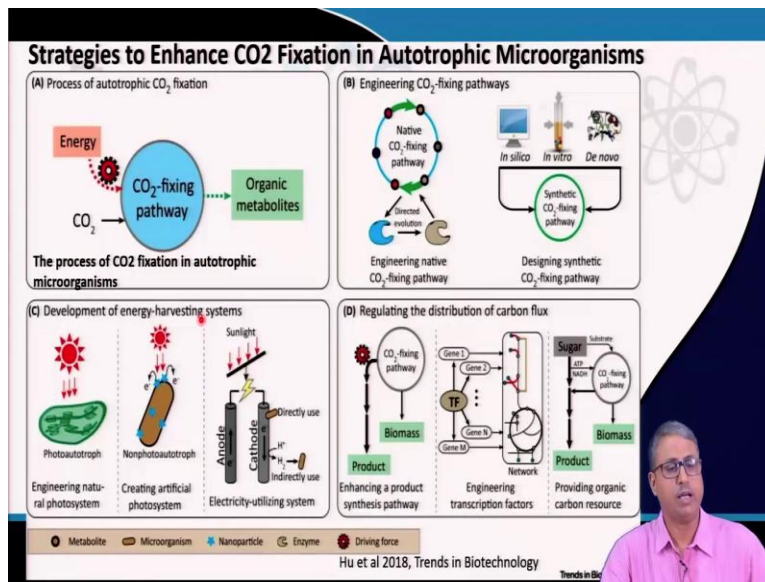 Strategies to Enhance CO2 Fixation in Autotrophic Microorganisms
(A) Process of autotrophic CO₂ fixation
Energy
CO₂
CO₂-fixing
pathway
Organic
metabolites
The process of CO2 fixation in autotrophic
microorganisms
(B) Engineering CO₂-fixing pathways
Native
CO₂-fixing
pathway
Directed
evolution
Engineering native
CO₂-fixing pathway
In silico
In vitro
De novo
Synthetic
CO₂-fixing
pathway
Designing synthetic
CO₂-fixing pathway
(C) Development of energy-harvesting systems
Photoautotroph
Engineering natu-
ral photosystem
e⁻
e⁻
Nonphotoautotroph
Creating artificial
photosystem
Sunlight
Anode
e⁻
Cathode
e⁻
Directly use
H⁺
H₂
Indirectly use
Electricity-utilizing system
(D) Regulating the distribution of carbon flux
CO₂-fixing
pathway
Biomass
Product
Enhancing a product
synthesis pathway
Gene 1
Gene 2
TF
Gene N
Gene M
Network
Engineering
transcription factors
Sugar
Substrate
ATP
NADH
CO₂-fixing
pathway
Biomass
Product
Providing organic
carbon resource
Metabolite
Microorganism
Nanoparticle
Enzyme
Driving force
Hu et al 2018, Trends in Biotechnology
Trends in